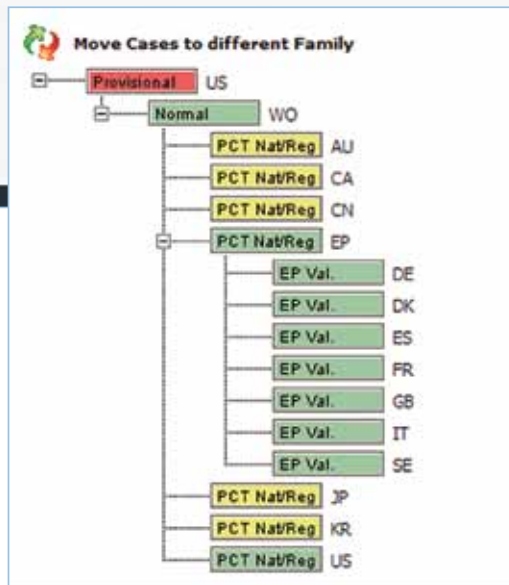 Move Cases to different Family
Provisional US
Normal WO
PCT Nat/Reg AU
PCT Nat/Reg CA
PCT Nat/Reg CN
PCT Nat/Reg EP
EP Val. DE
EP Val. DK
EP Val. ES
EP Val. FR
EP Val. GB
EP Val. IT
EP Val. SE
PCT Nat/Reg JP
PCT Nat/Reg KR
PCT Nat/Reg US